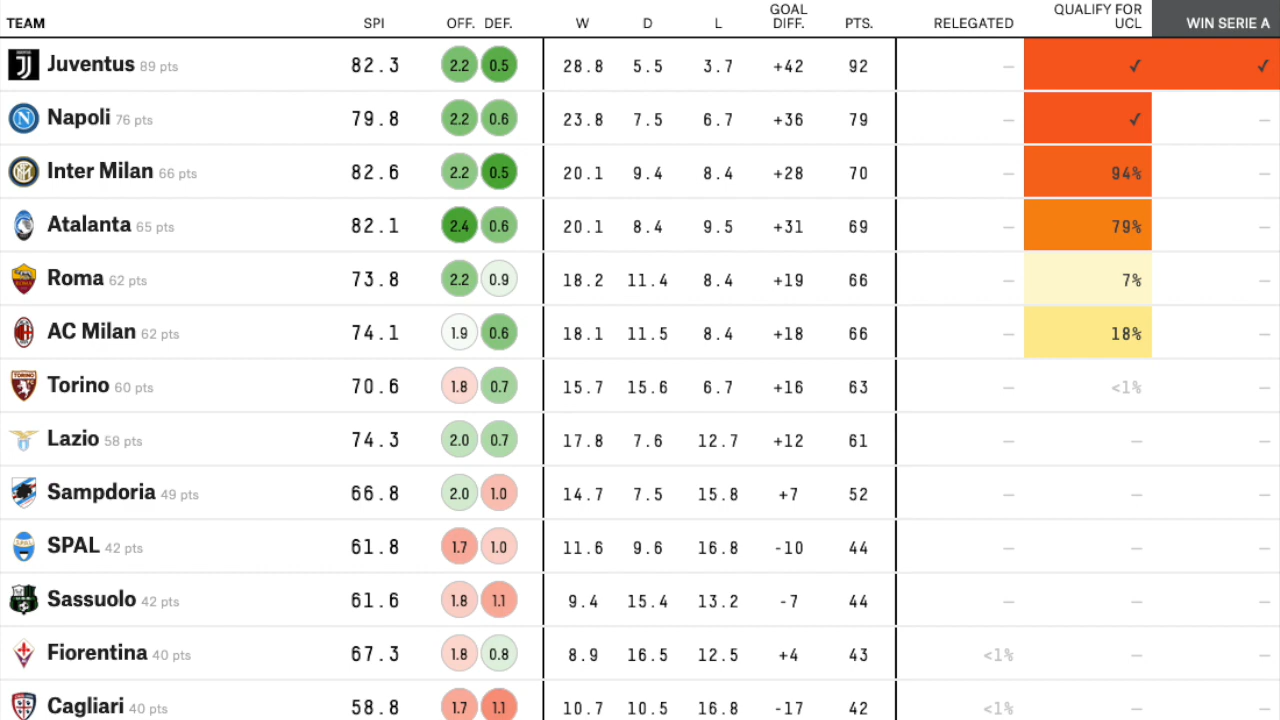 TEAM SPI OFF. DEF. W D L GOAL DIFF. PTS. RELEGATED QUALIFY FOR UCL WIN SERIE A
Juventus 89 pts 82.3 2.2 0.5 28.8 5.5 3.7 +42 92 — ✓ ✓
Napoli 76 pts 79.8 2.2 0.6 23.8 7.5 6.7 +36 79 — ✓ —
Inter Milan 66 pts 82.6 2.2 0.5 20.1 9.4 8.4 +28 70 — 94% —
Atalanta 65 pts 82.1 2.4 0.6 20.1 8.4 9.5 +31 69 — 79% —
Roma 62 pts 73.8 2.2 0.9 18.2 11.4 8.4 +19 66 — 7% —
AC Milan 62 pts 74.1 1.9 0.6 18.1 11.5 8.4 +18 66 — 18% —
Torino 60 pts 70.6 1.8 0.7 15.7 15.6 6.7 +16 63 — <1% —
Lazio 58 pts 74.3 2.0 0.7 17.8 7.6 12.7 +12 61 — — —
Sampdoria 49 pts 66.8 2.0 1.0 14.7 7.5 15.8 +7 52 — — —
SPAL 42 pts 61.8 1.7 1.0 11.6 9.6 16.8 -10 44 — — —
Sassuolo 42 pts 61.6 1.8 1.1 9.4 15.4 13.2 -7 44 — — —
Fiorentina 40 pts 67.3 1.8 0.8 8.9 16.5 12.5 +4 43 <1% — —
Cagliari 40 pts 58.8 1.7 1.1 10.7 10.5 16.8 -17 42 <1% — —